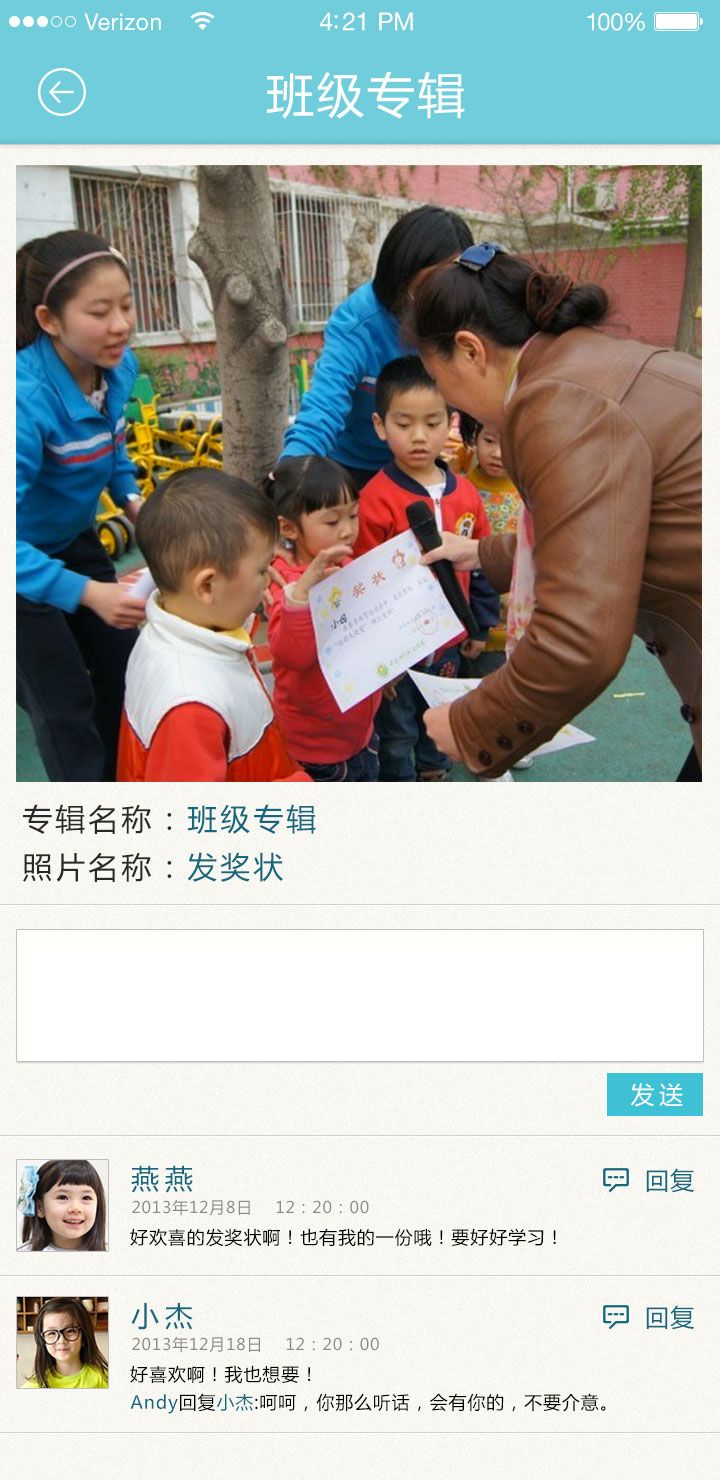 Verizon 4:21 PM 100%
班级专辑
奖状
专辑名称：班级专辑
照片名称：发奖状
发送
燕燕 回复
2013年12月8日 12：20：00
好欢喜的发奖状啊！也有我的一份哦！要好好学习！
小杰 回复
2013年12月18日 12：20：00
好喜欢啊！我也想要！
Andy回复小杰:呵呵，你那么听话，会有你的，不要介意。